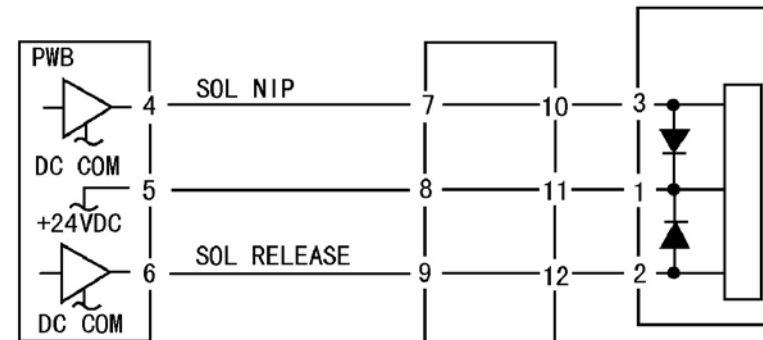 PWB
4 SOL NIP 7 10 3
DC COM
5 8 11 1
+24VDC
6 SOL RELEASE 9 12 2
DC COM